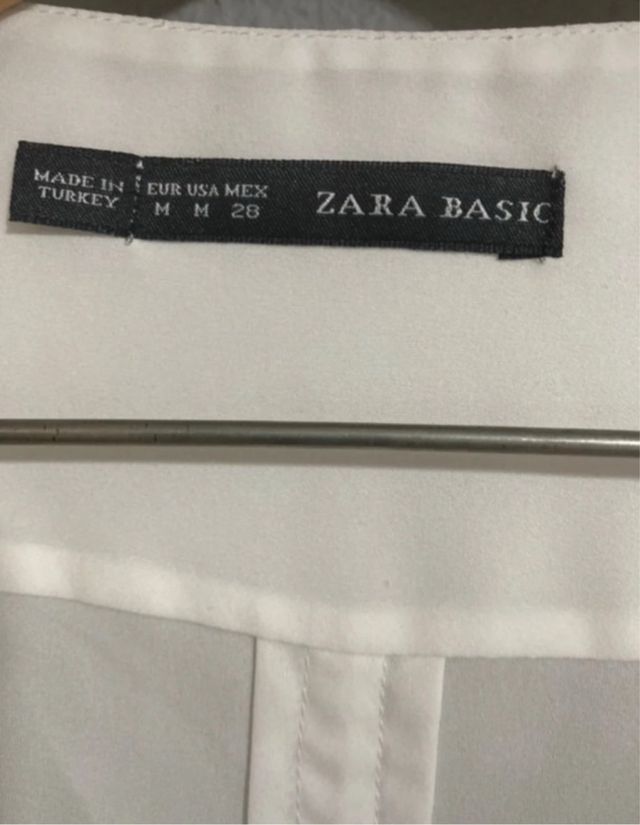 MADE IN
TURKEY
EUR USA MEX
M M 28
ZARA BASIC